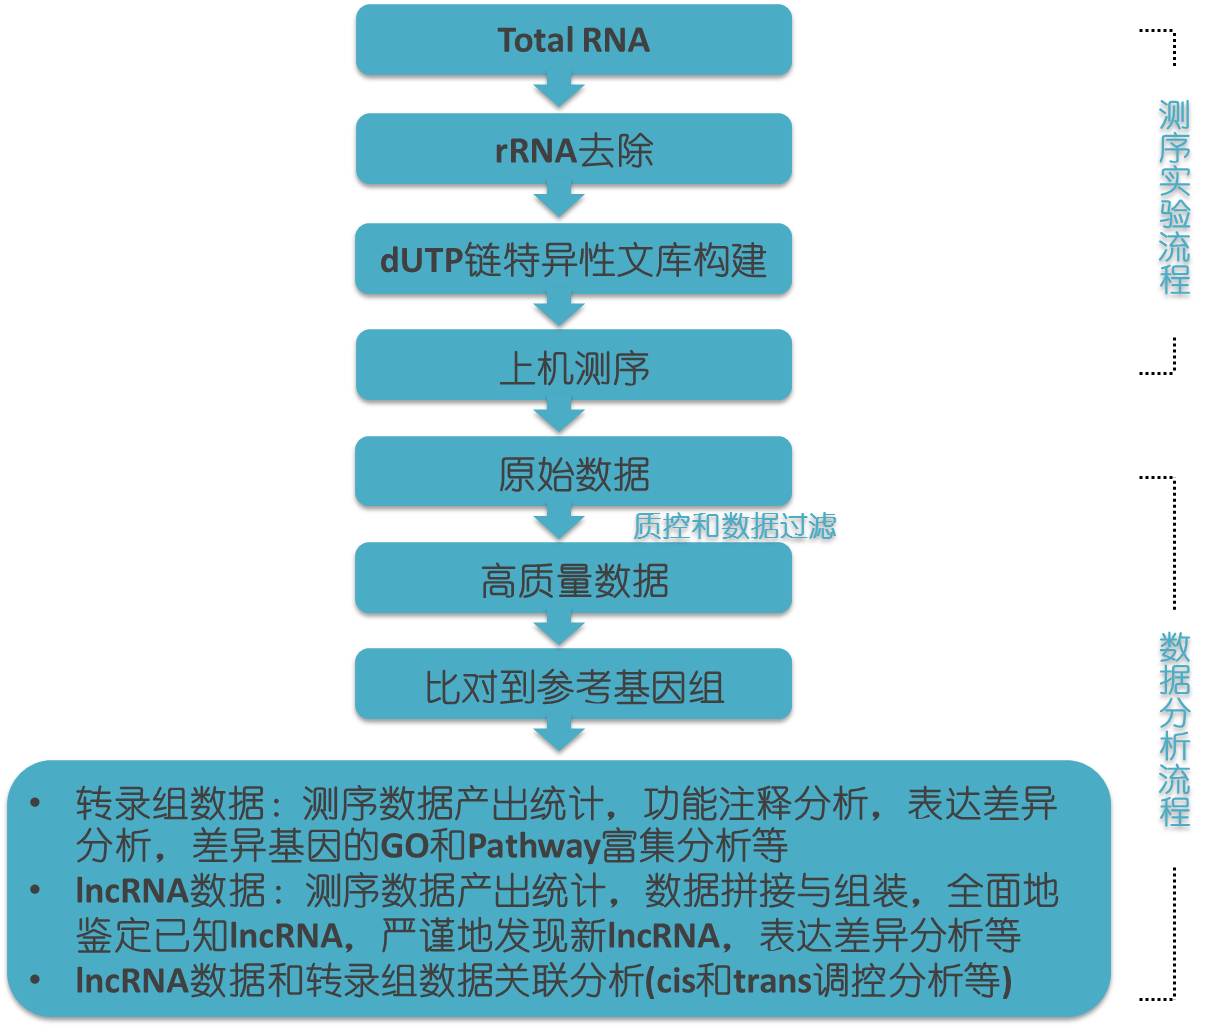 Total RNA
rRNA去除
dUTP链特异性文库构建
上机测序
原始数据
质控和数据过滤
高质量数据
比对到参考基因组
• 转录组数据：测序数据产出统计，功能注释分析，表达差异
分析，差异基因的GO和Pathway富集分析等
• lncRNA数据：测序数据产出统计，数据拼接与组装，全面地
鉴定已知lncRNA，严谨地发现新lncRNA，表达差异分析等
• lncRNA数据和转录组数据关联分析(cis和trans调控分析等)
测序实验流程
数据分析流程